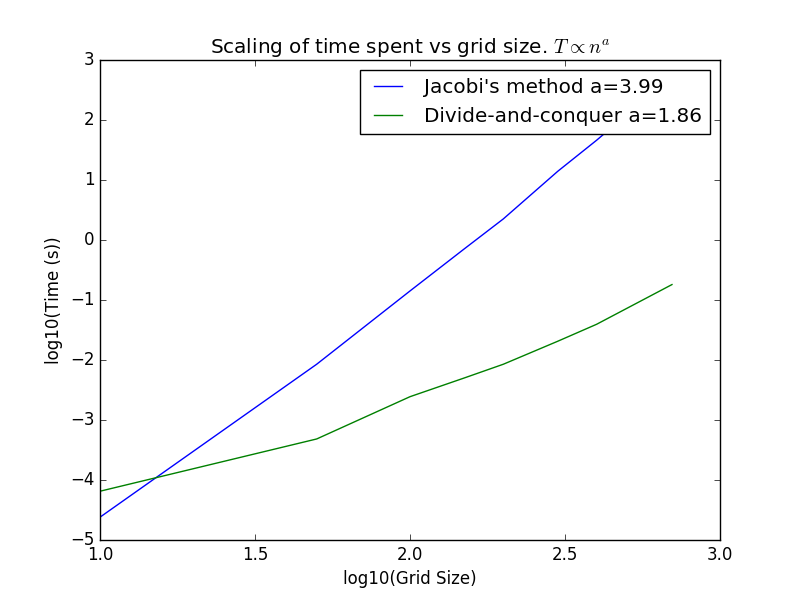 Scaling of time spent vs grid size. T ∝ n^a
Jacobi's method a=3.99
Divide-and-conquer a=1.86
log10(Time (s))
3
2
1
0
−1
−2
−3
−4
−5
1.0 1.5 2.0 2.5 3.0
log10(Grid Size)